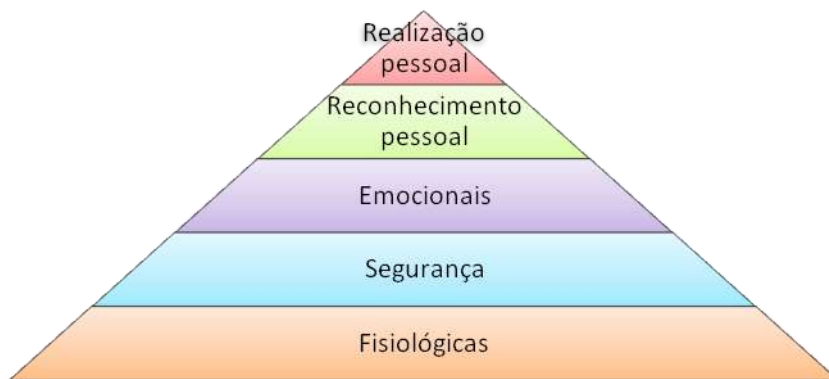 Realização
pessoal
Reconhecimento
pessoal
Emocionais
Segurança
Fisiológicas